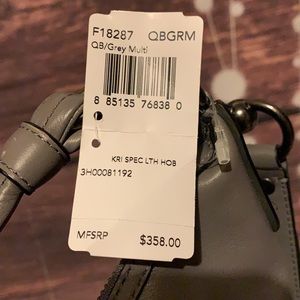 F18287 QBGRM
QB/Grey Multi
8 85135 76838 0
KRI SPEC LTH HOB
3H00081192
MFSRP $358.00